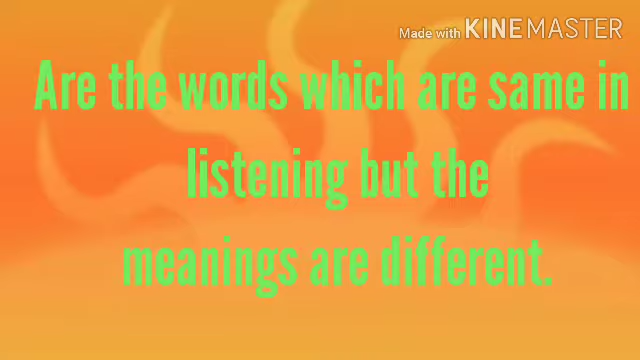 Made with KINEMASTER
Are the words which are same in
listening but the
meanings are different.